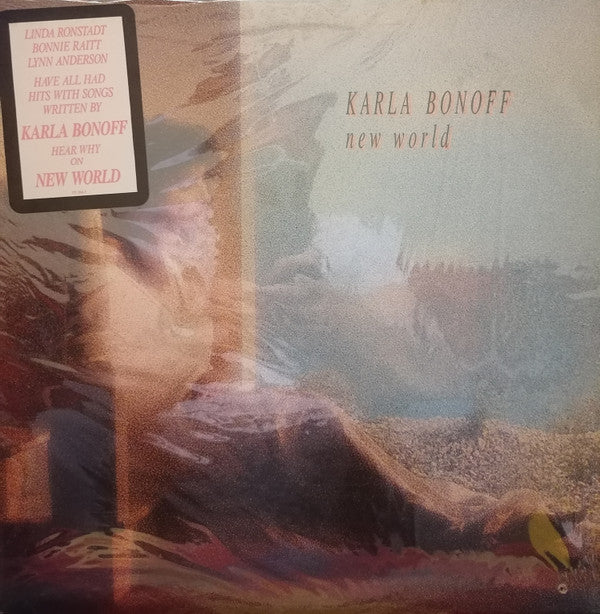 LINDA RONSTADT
BONNIE RAITT
LYNN ANDERSON
HAVE ALL HAD
HITS WITH SONGS
WRITTEN BY
KARLA BONOFF
HEAR WHY
ON
NEW WORLD
KARLA BONOFF
new world